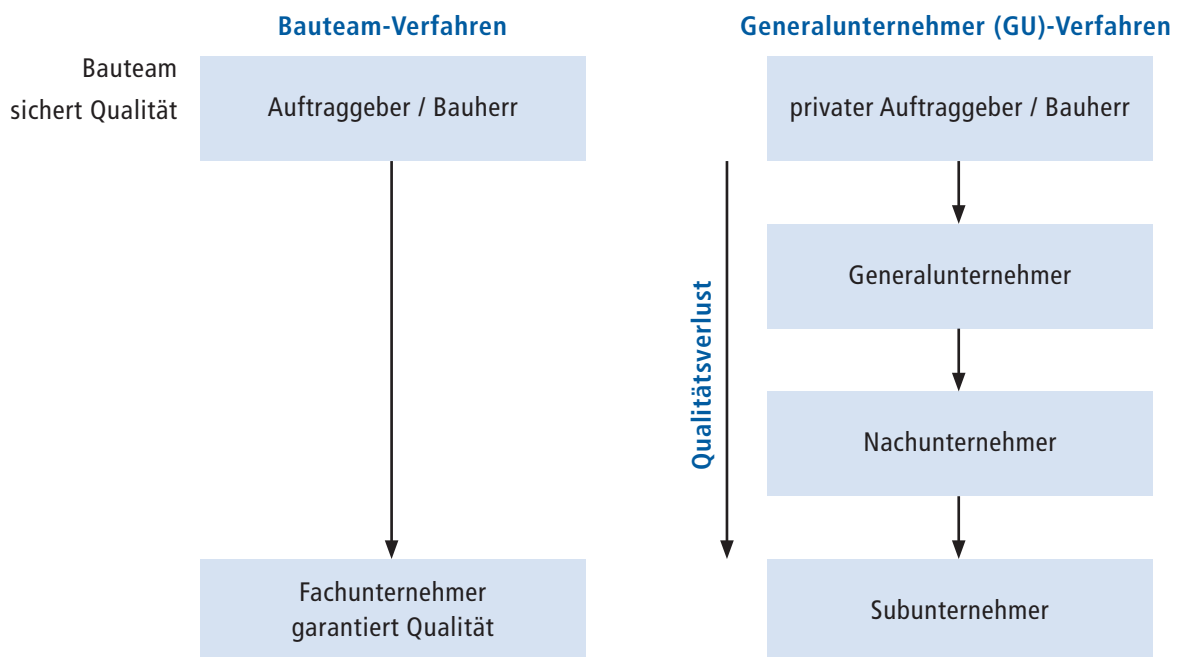 Bauteam-Verfahren
Bauteam
sichert Qualität
Auftraggeber / Bauherr
Fachunternehmer
garantiert Qualität
Generalunternehmer (GU)-Verfahren
privater Auftraggeber / Bauherr
Qualitätsverlust
Generalunternehmer
Nachunternehmer
Subunternehmer